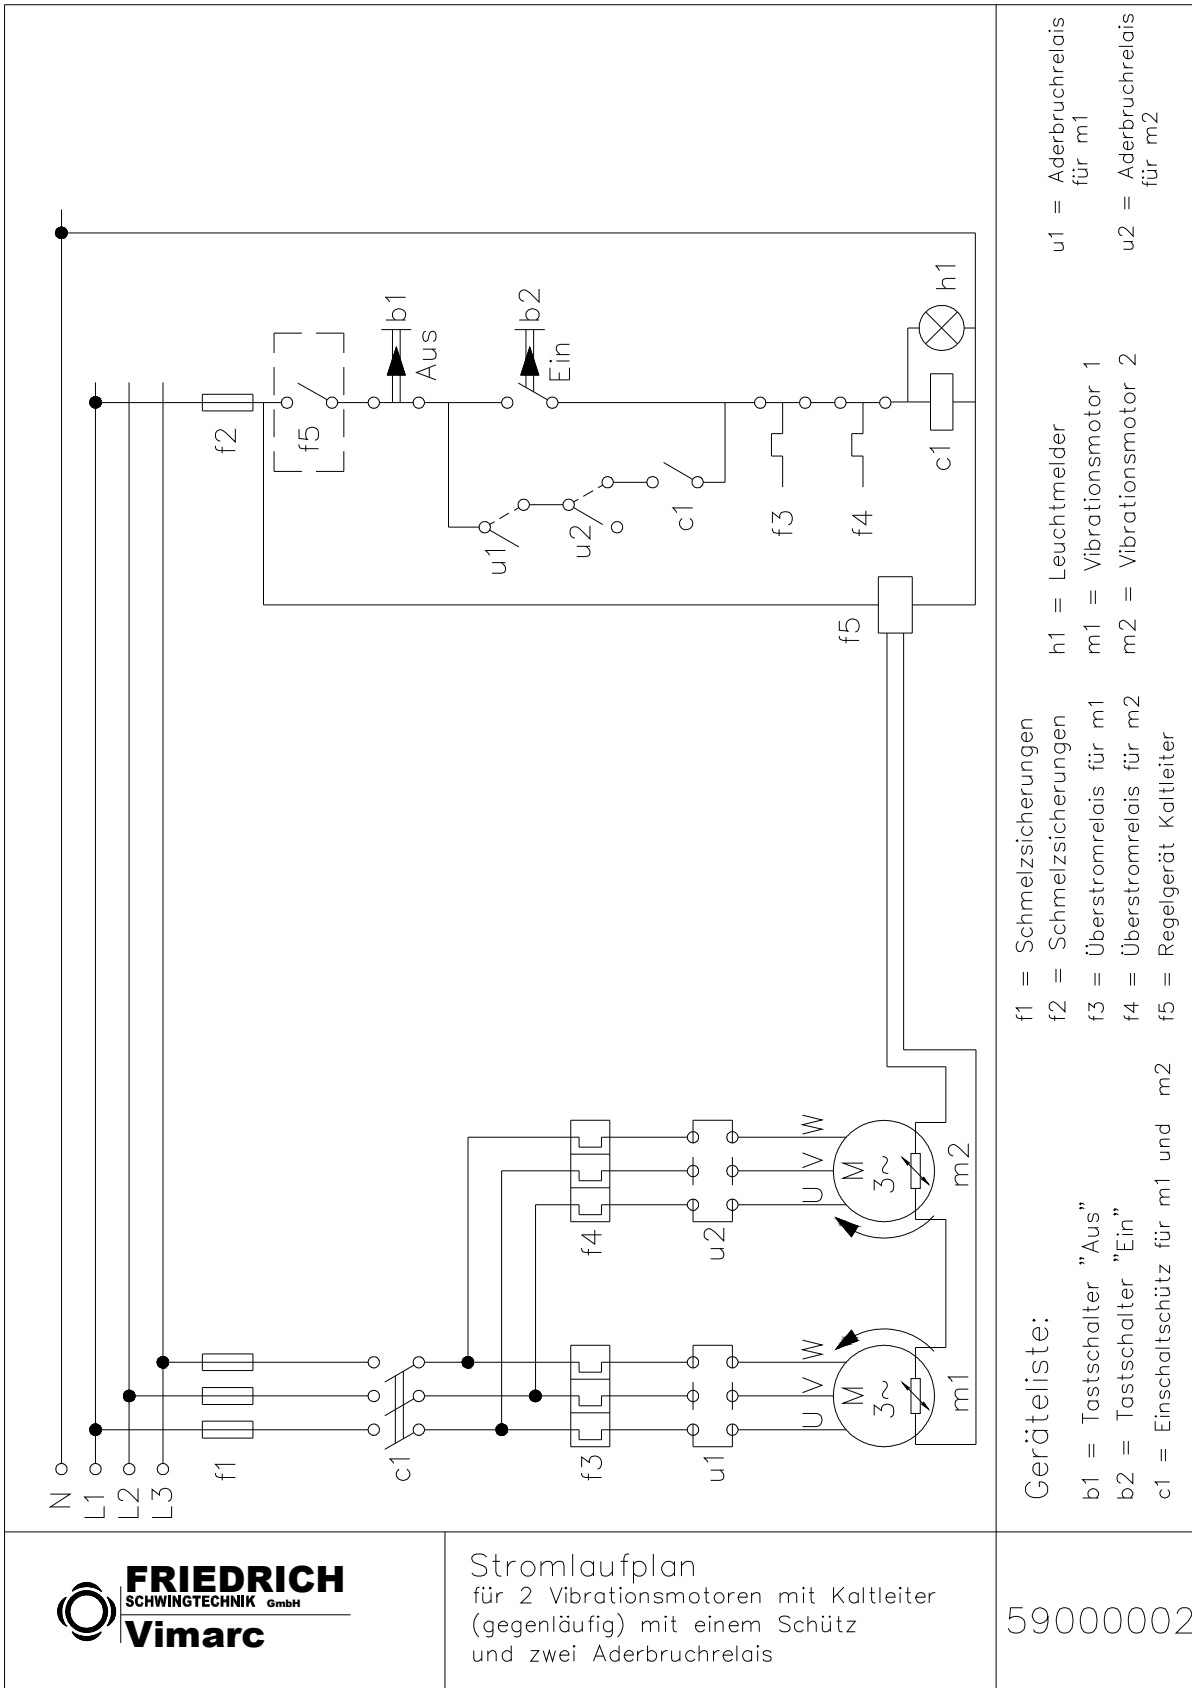 N
L1
L2
L3
f1
c1
f3
u1
U V W
M
3~
m1
f4
u2
U V W
M
3~
m2
f2
f5
b1
Aus
b2
Ein
u1
u2
c1
f3
f4
c1
h1
f5
Geräteliste:
b1 = Tastschalter "Aus"
b2 = Tastschalter "Ein"
c1 = Einschaltschütz für m1 und m2
f1 = Schmelzsicherungen
f2 = Schmelzsicherungen
f3 = Überstromrelais für m1
f4 = Überstromrelais für m2
f5 = Regelgerät Kaltleiter
h1 = Leuchtmelder
m1 = Vibrationsmotor 1
m2 = Vibrationsmotor 2
u1 = Aderbruchrelais
für m1
u2 = Aderbruchrelais
für m2
FRIEDRICH
SCHWINGTECHNIK GmbH
Vimarc
Stromlaufplan
für 2 Vibrationsmotoren mit Kaltleiter
(gegenläufig) mit einem Schütz
und zwei Aderbruchrelais
59000002